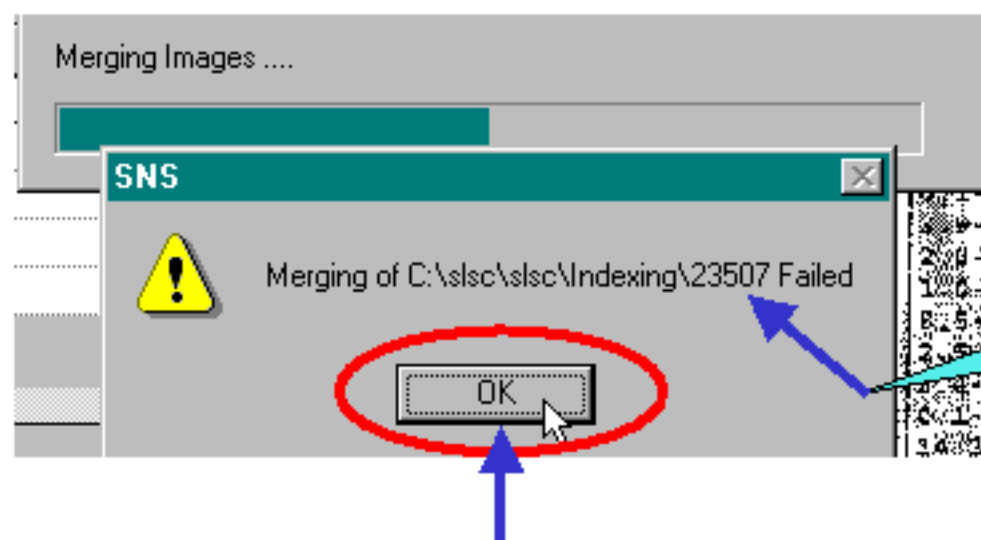 Merging Images ....
SNS
Merging of C:\slsc\slsc\Indexing\23507 Failed
OK